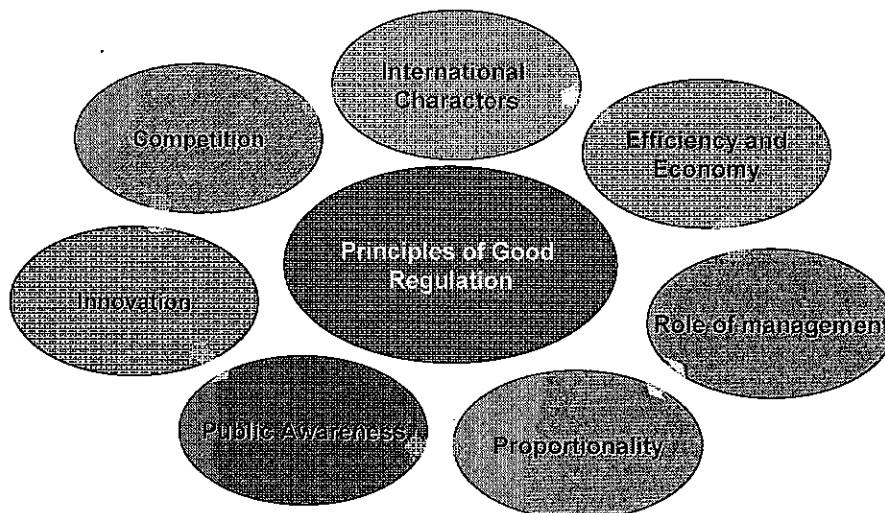 International
Characters
Competition
Efficiency and
Economy
Principles of Good
Regulation
Innovation
Role of management
Public Awareness
Proportionality